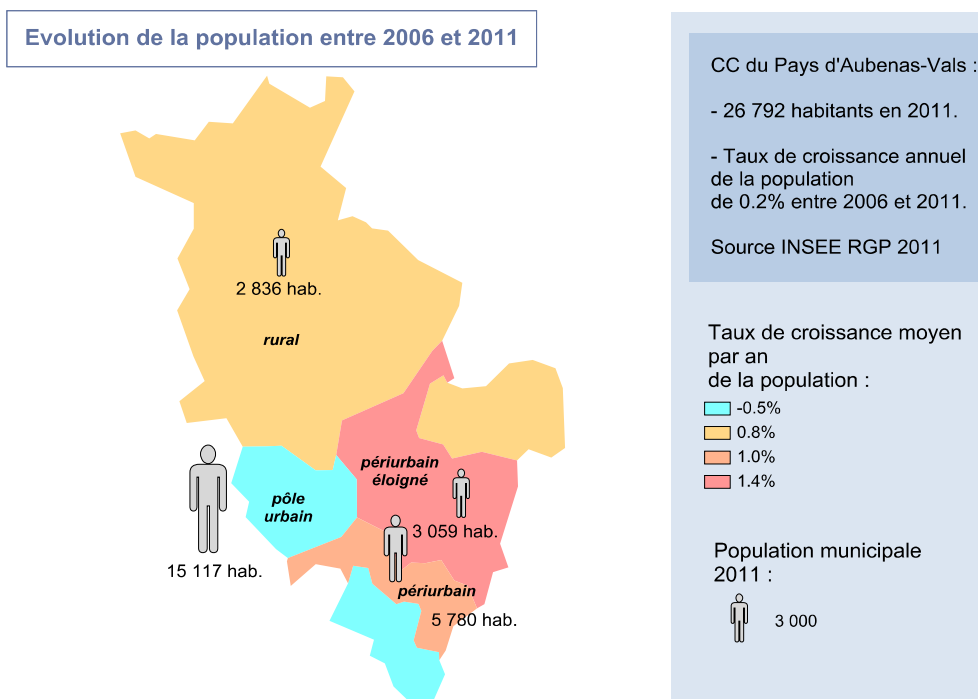 Evolution de la population entre 2006 et 2011
2 836 hab.
rural
périurbain
éloigné
pôle
urbain
3 059 hab.
15 117 hab.
périurbain
5 780 hab.
CC du Pays d'Aubenas-Vals :
- 26 792 habitants en 2011.
- Taux de croissance annuel
de la population
de 0.2% entre 2006 et 2011.
Source INSEE RGP 2011
Taux de croissance moyen
par an
de la population :
-0.5%
0.8%
1.0%
1.4%
Population municipale
2011 :
3 000